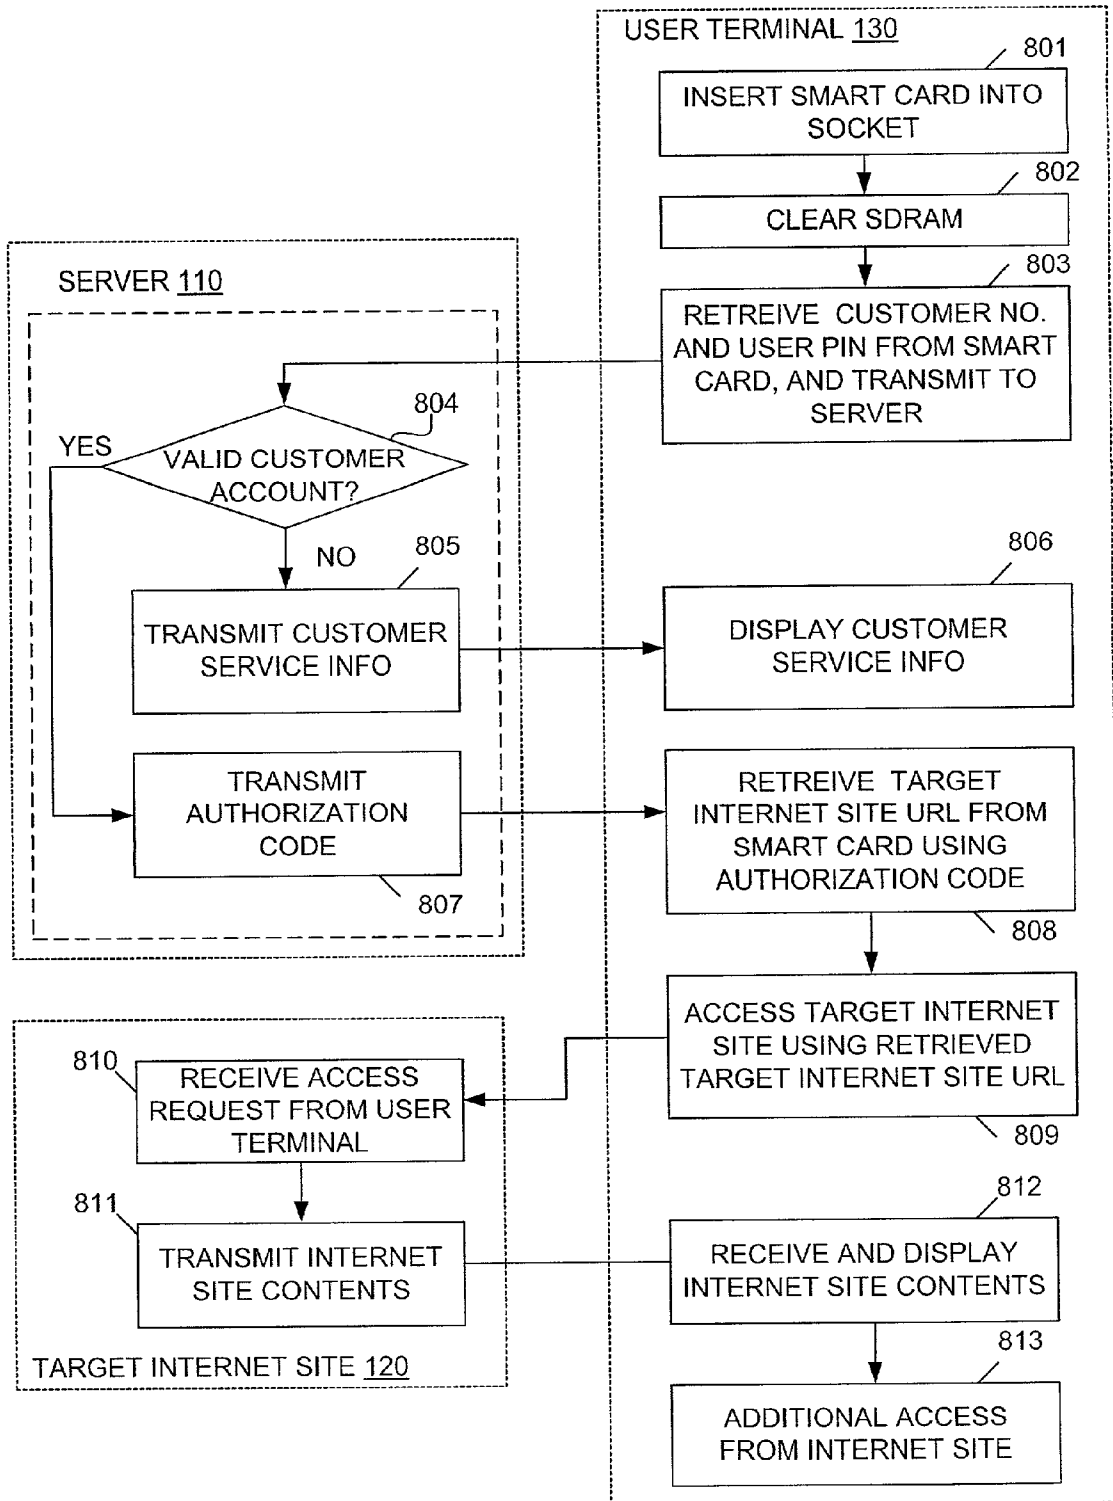 USER TERMINAL 130
801
INSERT SMART CARD INTO
SOCKET
802
CLEAR SDRAM
803
RETREIVE CUSTOMER NO.
AND USER PIN FROM SMART
CARD, AND TRANSMIT TO
SERVER
SERVER 110
804
YES
VALID CUSTOMER
ACCOUNT?
NO
805
TRANSMIT CUSTOMER
SERVICE INFO
806
DISPLAY CUSTOMER
SERVICE INFO
TRANSMIT
AUTHORIZATION
CODE
807
RETREIVE TARGET
INTERNET SITE URL FROM
SMART CARD USING
AUTHORIZATION CODE
808
ACCESS TARGET INTERNET
SITE USING RETRIEVED
TARGET INTERNET SITE URL
809
810
RECEIVE ACCESS
REQUEST FROM USER
TERMINAL
811
TRANSMIT INTERNET
SITE CONTENTS
TARGET INTERNET SITE 120
812
RECEIVE AND DISPLAY
INTERNET SITE CONTENTS
813
ADDITIONAL ACCESS
FROM INTERNET SITE